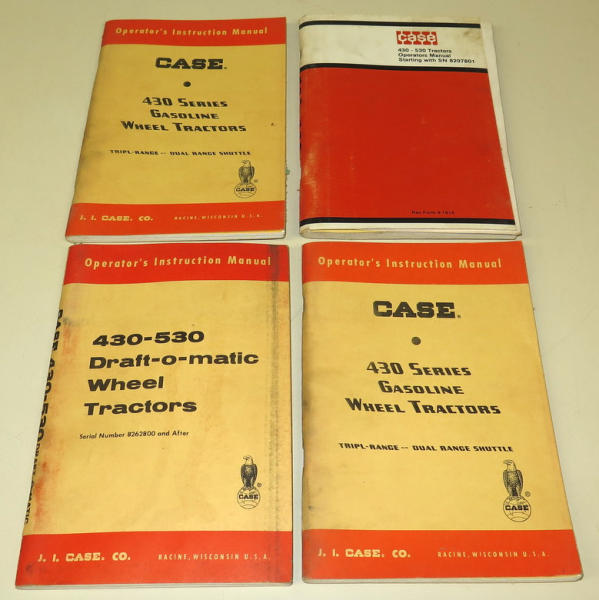 Operator's Instruction Manual
CASE.
430 SERIES
GASOLINE
WHEEL TRACTORS
TRIPL-RANGE -- DUAL RANGE SHUTTLE
CASE
J. I. CASE. CO. RACINE, WISCONSIN U.S.A.
case
430 - 530 Tractors
Operators Manual
Starting with SN 8297801
Operator's Instruction Manual
430-530
Draft-o-matic
Wheel
Tractors
Serial Number 8262800 and After
CASE
J. I. CASE. CO. RACINE, WISCONSIN U.S.A.
CASE 430-530
Operator's Instruction Manual
CASE.
430 SERIES
GASOLINE
WHEEL TRACTORS
TRIPL-RANGE -- DUAL RANGE SHUTTLE
CASE
J. I. CASE. CO. RACINE, WISCONSIN U.S.A.